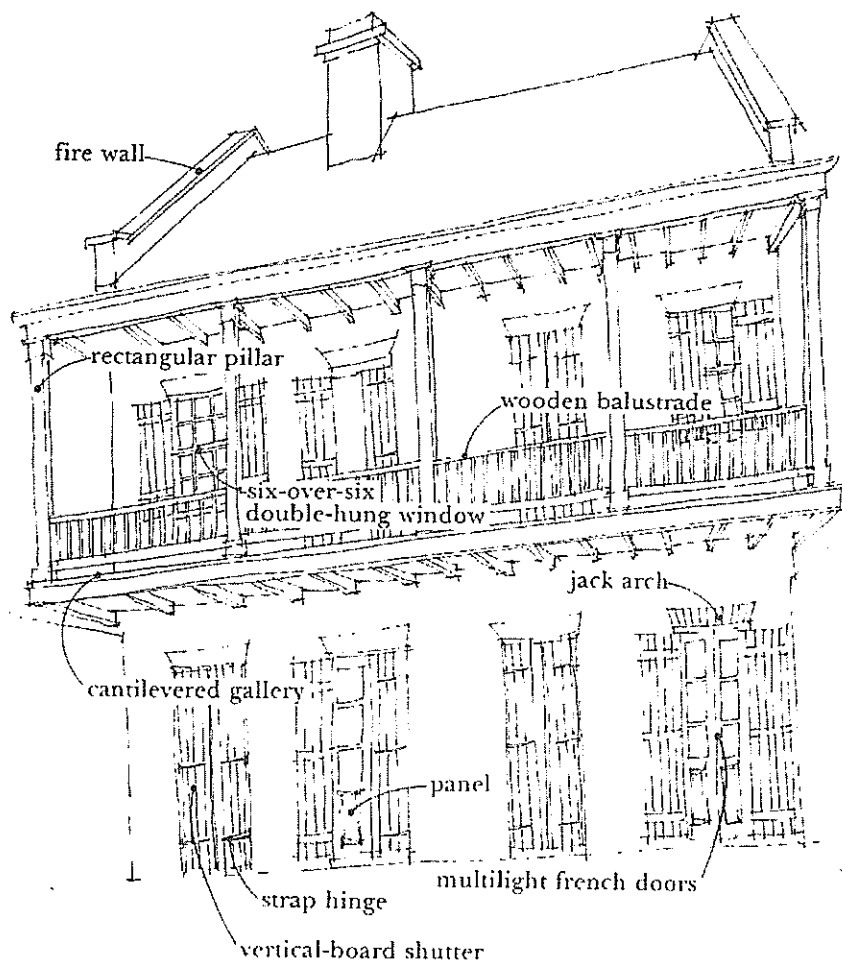 fire wall
rectangular pillar
wooden balustrade
six-over-six
double-hung window
jack arch
cantilevered gallery
panel
multilight french doors
strap hinge
vertical-board shutter